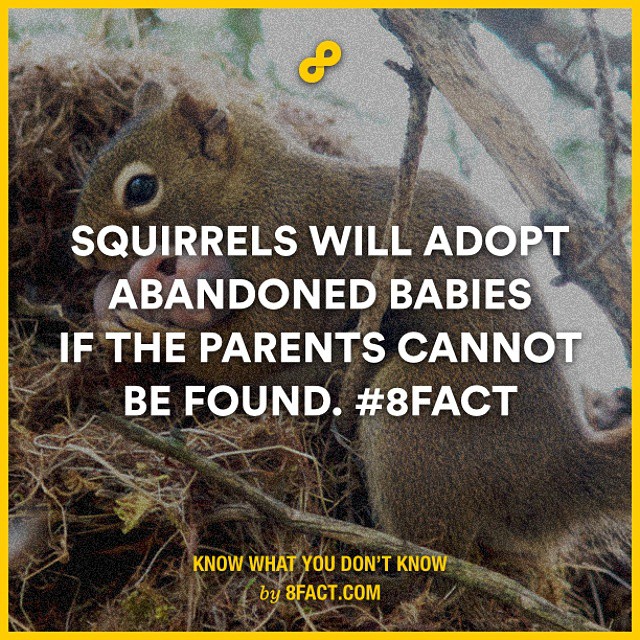 SQUIRRELS WILL ADOPT
ABANDONED BABIES
IF THE PARENTS CANNOT
BE FOUND. #8FACT
KNOW WHAT YOU DON'T KNOW
by 8FACT.COM